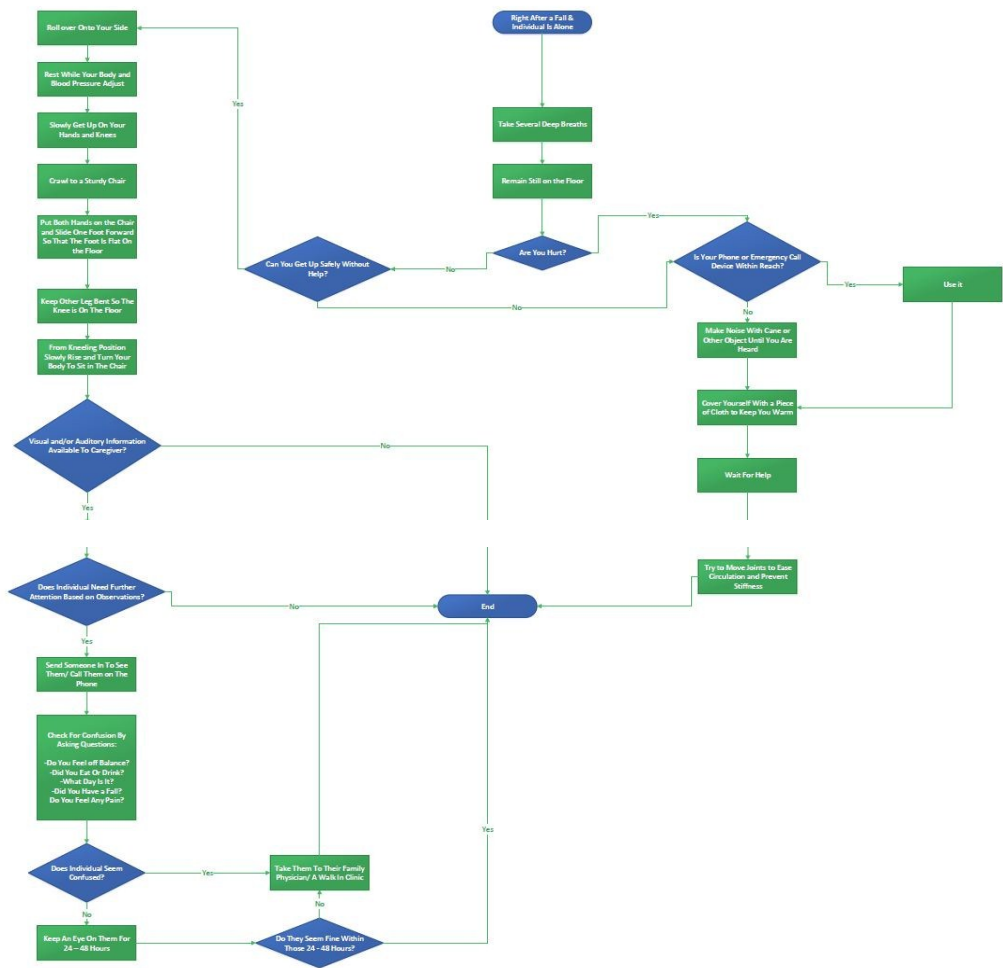 Right After a Fall &
Individual Is Alone
Take Several Deep Breaths
Remain Still on the Floor
Are You Hurt?
Yes
No
Can You Get Up Safely Without
Help?
Yes
No
Is Your Phone or Emergency Call
Device Within Reach?
Yes
No
Use it
Make Noise With Cane or
Other Object Until You Are
Heard
Cover Yourself With a Piece
of Cloth to Keep You Warm
Wait For Help
Try to Move Joints to Ease
Circulation and Prevent
Stiffness
Roll over Onto Your Side
Rest While Your Body and
Blood Pressure Adjust
Slowly Get Up On Your
Hands and Knees
Crawl to a Sturdy Chair
Put Both Hands on the Chair
and Slide One Foot Forward
So That The Foot Is Flat On
the Floor
Keep Other Leg Bent So The
Knee is On The Floor
From Kneeling Position
Slowly Rise and Turn Your
Body To Sit in The Chair
Visual and/or Auditory Information
Available To Caregiver?
No
Yes
Does Individual Need Further
Attention Based on Observations?
No
Yes
End
Send Someone In To See
Them/ Call Them on The
Phone
Check For Confusion By
Asking Questions:
-Do You Feel off Balance?
-Did You Eat Or Drink?
-What Day Is It?
-Did You Have a Fall?
Do You Feel Any Pain?
Does Individual Seem
Confused?
Yes
No
Take Them To Their Family
Physician/ A Walk In Clinic
Keep An Eye On Them For
24 – 48 Hours
Do They Seem Fine Within
Those 24 - 48 Hours?
No
Yes